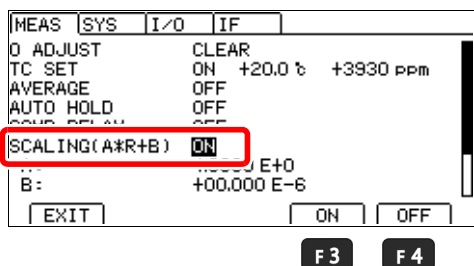 MEAS SYS I/O IF
0 ADJUST CLEAR
TC SET ON +20.0 ℃ +3930 ppm
AVERAGE OFF
AUTO HOLD OFF
SCALING(A*R+B) ON
E+0
B: +00.000 E-6
EXIT ON OFF
F3 F4